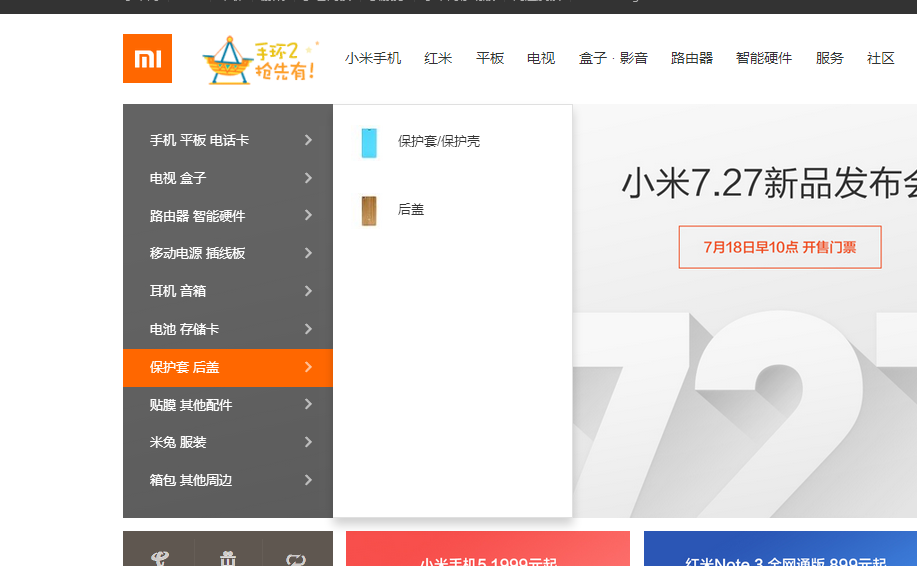 mi
手环2
抢先有!
小米手机 红米 平板 电视 盒子 · 影音 路由器 智能硬件 服务 社区
手机 平板 电话卡
电视 盒子
路由器 智能硬件
移动电源 插线板
耳机 音箱
电池 存储卡
保护套 后盖
贴膜 其他配件
米兔 服装
箱包 其他周边
保护套/保护壳
后盖
小米7.27新品发布会
7月18日早10点 开售门票
727
小米手机5 1999元起
红米Note 3 全网通版 899元起